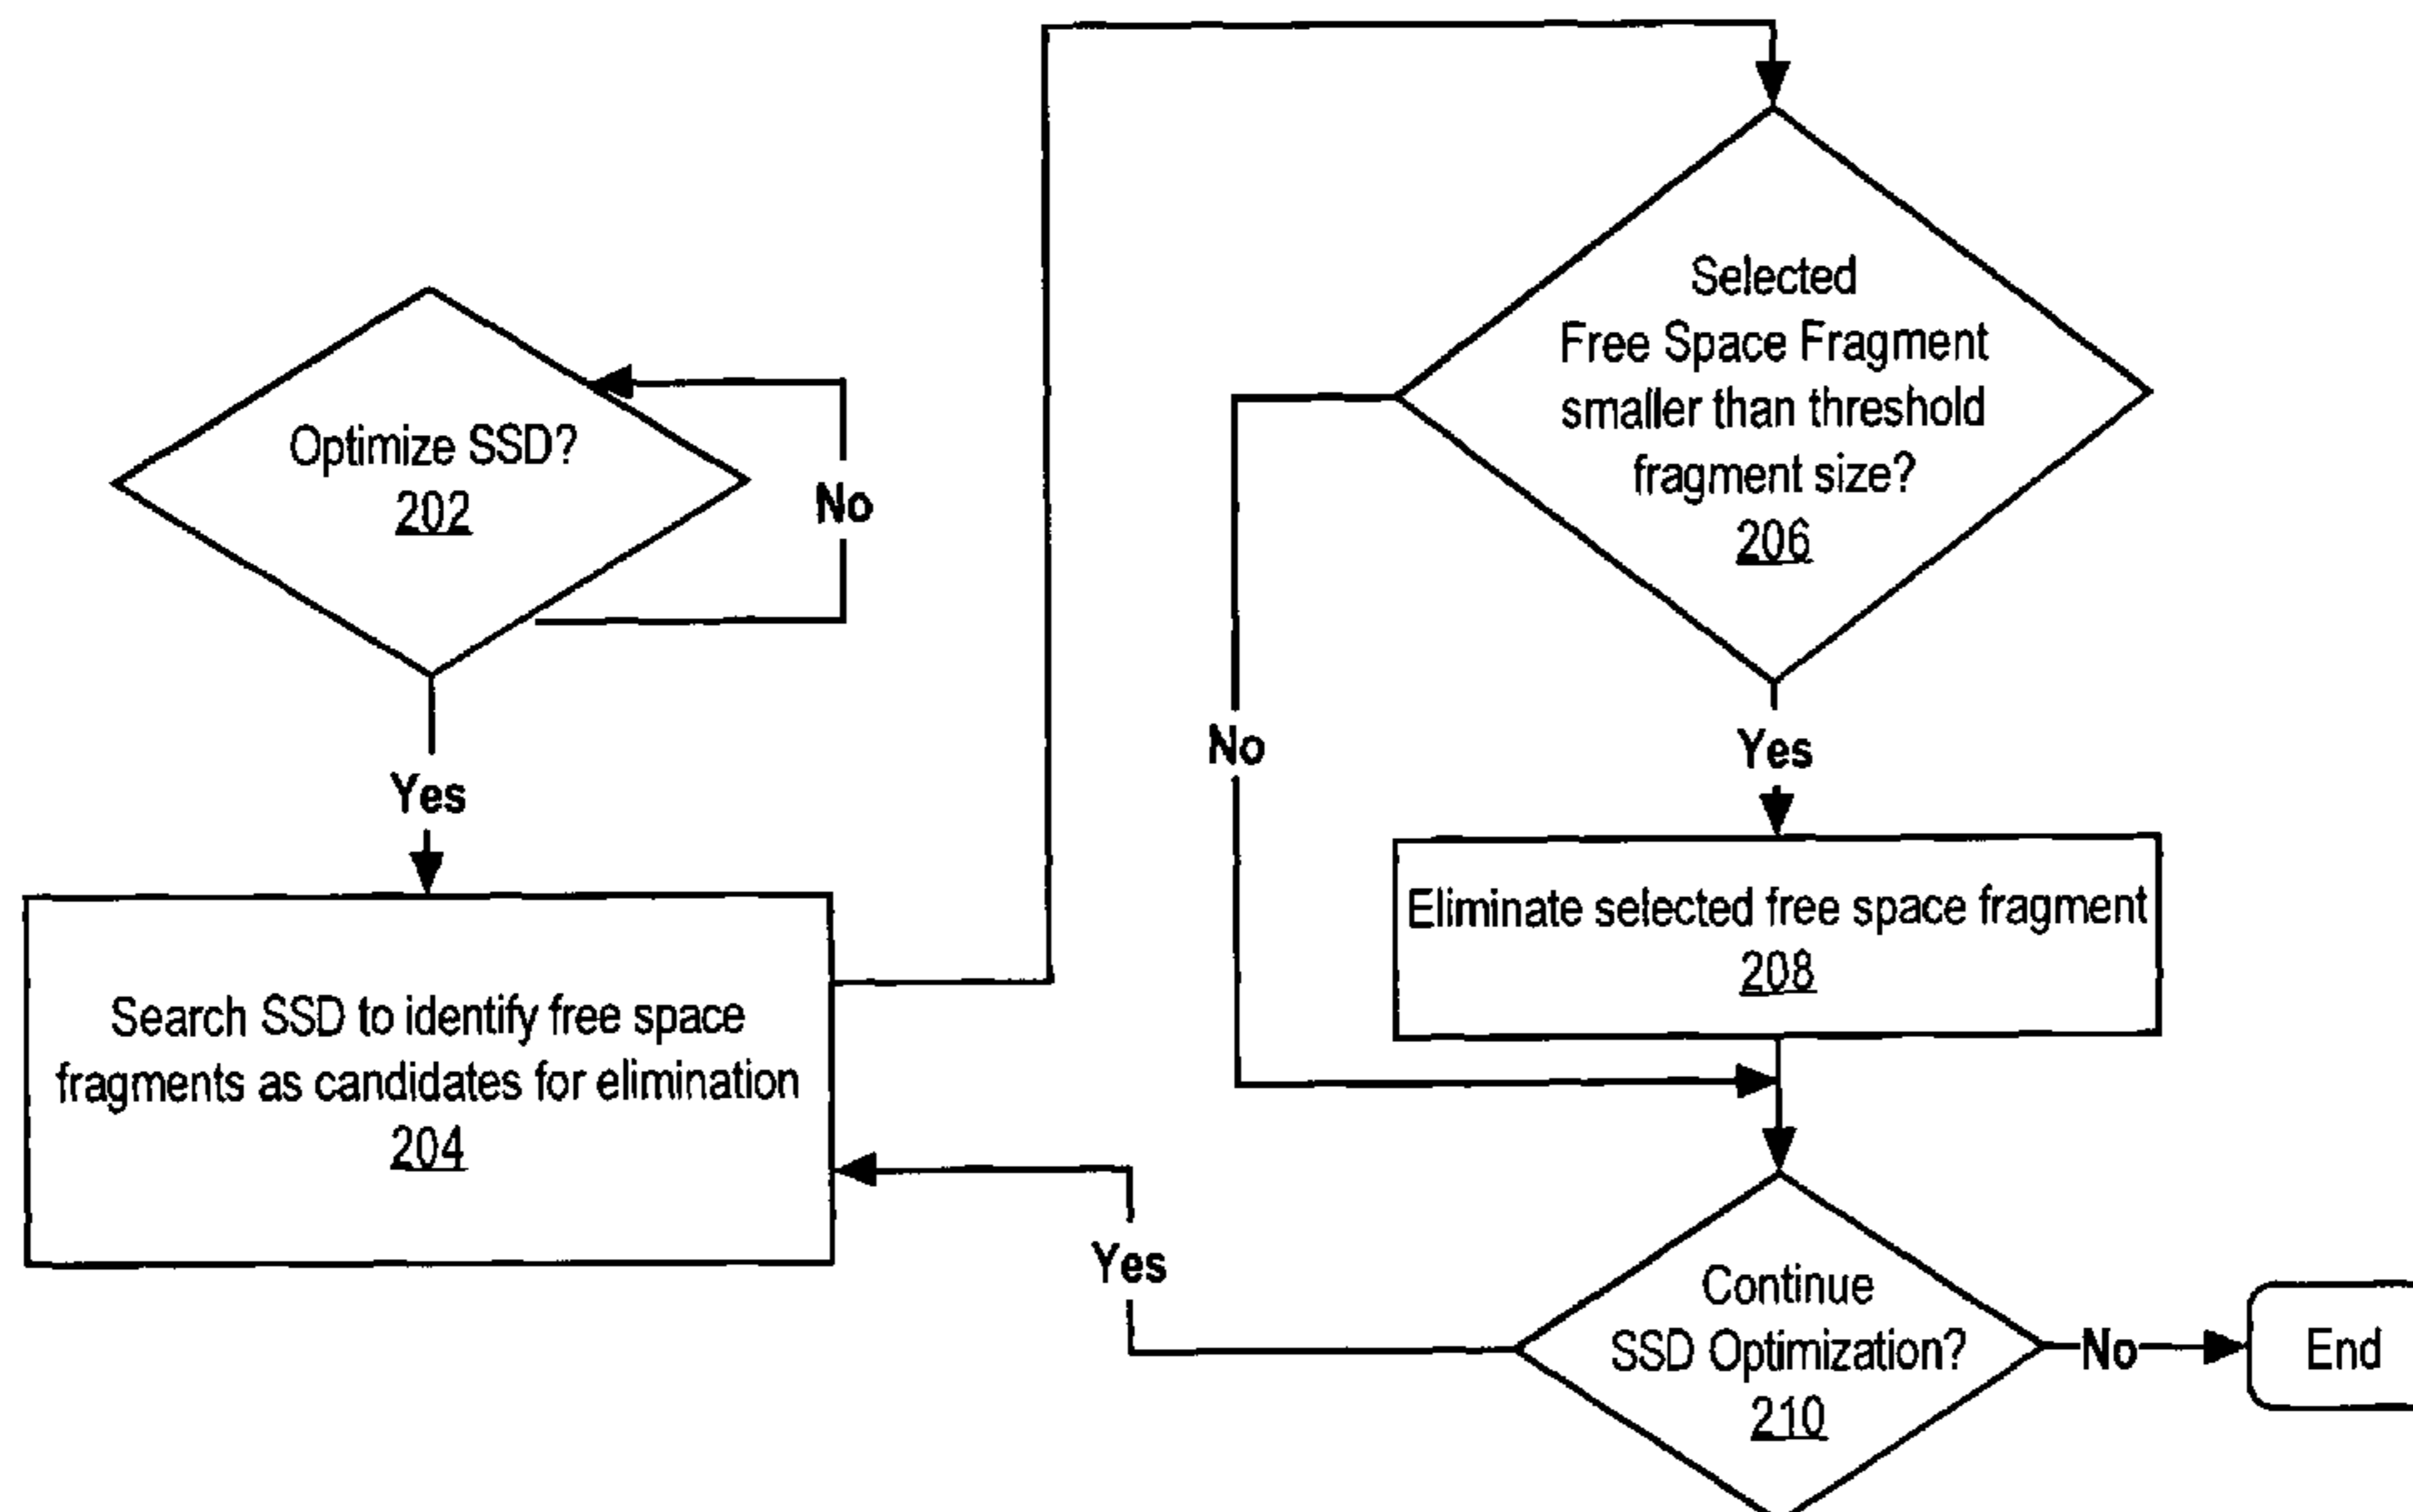 Optimize SSD?
202
No
Yes
Search SSD to identify free space
fragments as candidates for elimination
204
Selected
Free Space Fragment
smaller than threshold
fragment size?
206
No
Yes
Eliminate selected free space fragment
208
Continue
SSD Optimization?
210
Yes
No
End